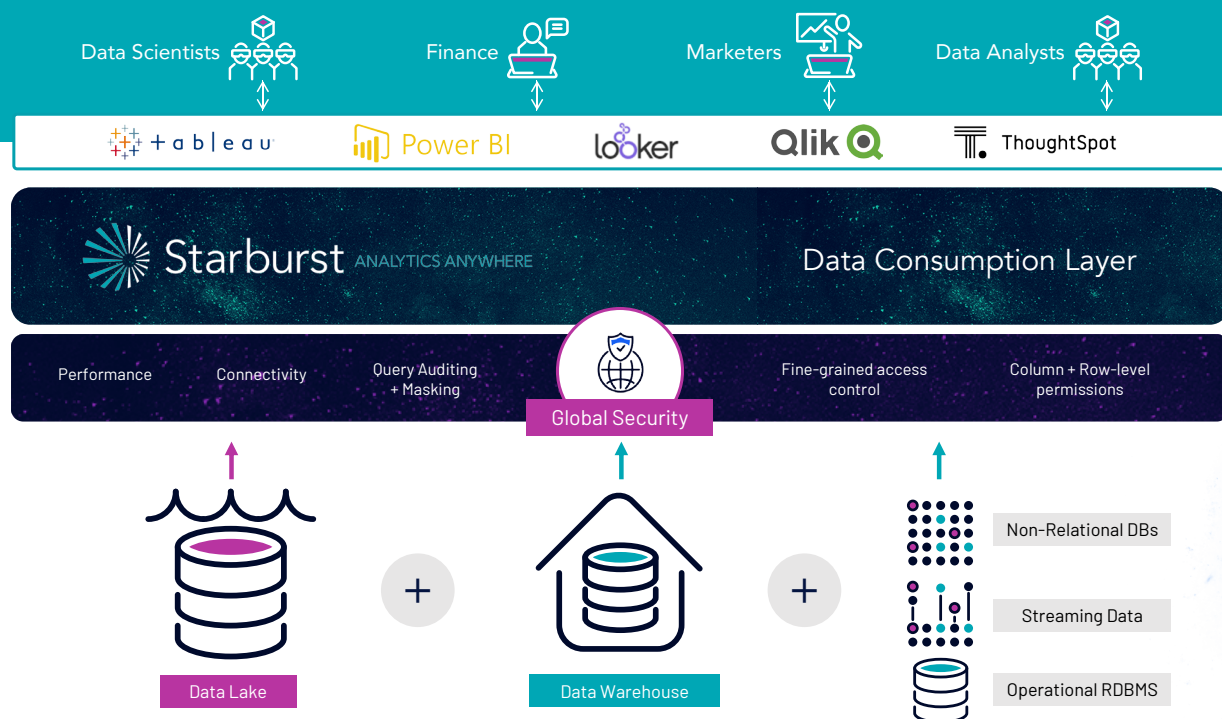 Data Scientists
Finance
Marketers
Data Analysts
+ableau
Power BI
looker
Qlik
ThoughtSpot
Starburst ANALYTICS ANYWHERE
Data Consumption Layer
Performance
Connectivity
Query Auditing
+ Masking
Fine-grained access
control
Column + Row-level
permissions
Global Security
Non-Relational DBs
Streaming Data
Operational RDBMS
Data Lake
Data Warehouse